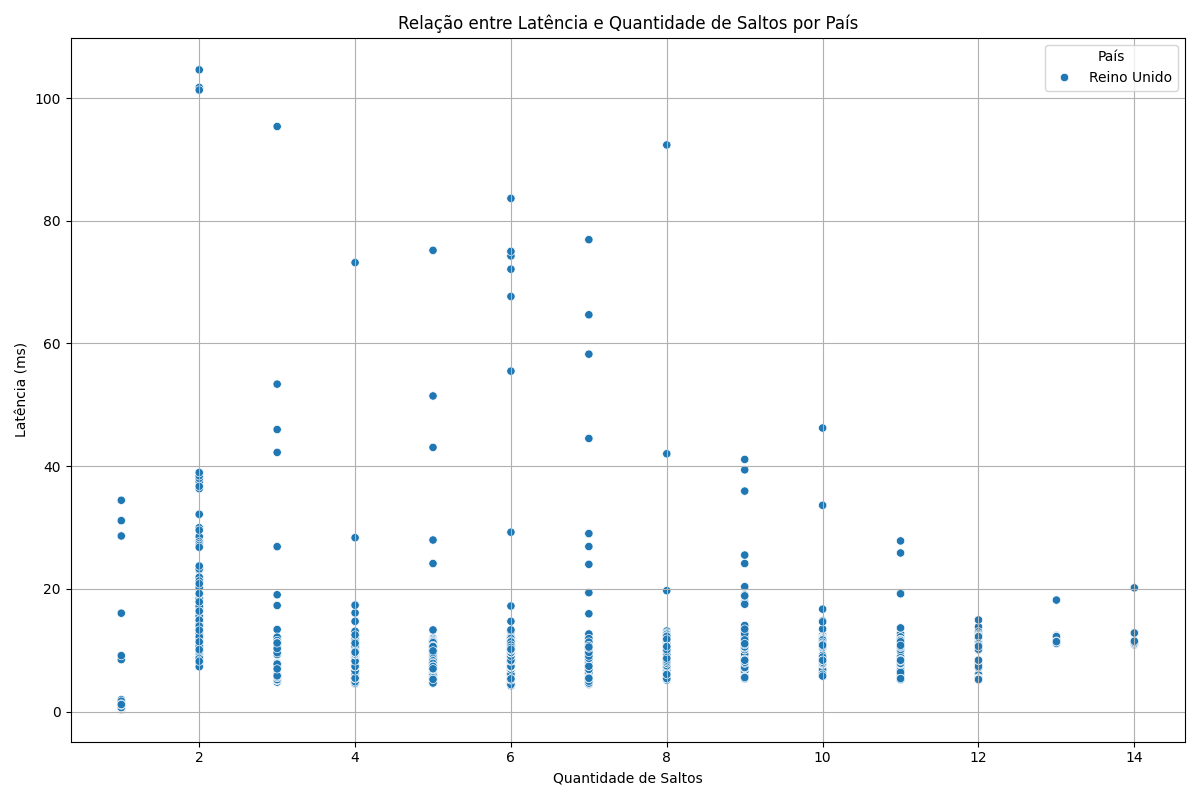 Relação entre Latência e Quantidade de Saltos por País
País
Reino Unido
Latência (ms)
100
80
60
40
20
0
2 4 6 8 10 12 14
Quantidade de Saltos